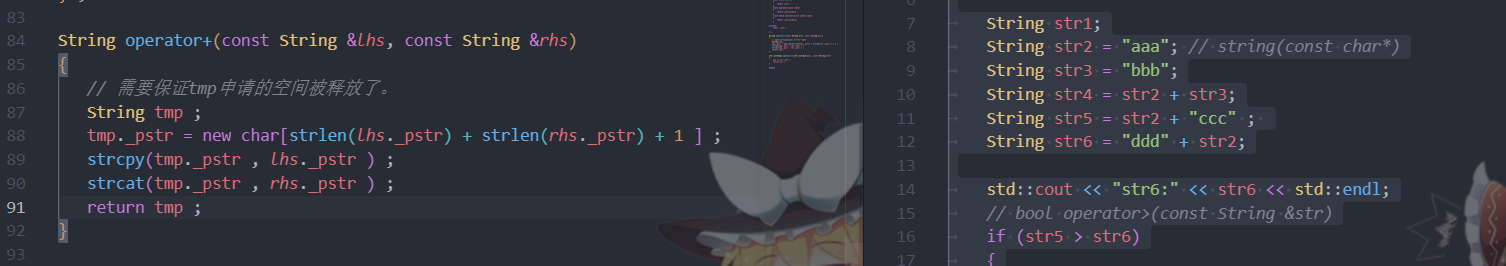 83
84 String operator+(const String &lhs, const String &rhs)
85 {
86 // 需要保证tmp申请的空间被释放了。
87 String tmp ;
88 tmp._pstr = new char[strlen(lhs._pstr) + strlen(rhs._pstr) + 1 ] ;
89 strcpy(tmp._pstr , lhs._pstr ) ;
90 strcat(tmp._pstr , rhs._pstr ) ;
91 return tmp ;
92 }
93
7 String str1;
8 String str2 = "aaa"; // string(const char*)
9 String str3 = "bbb";
10 String str4 = str2 + str3;
11 String str5 = str2 + "ccc" ;
12 String str6 = "ddd" + str2;
13
14 std::cout << "str6:" << str6 << std::endl;
15 // bool operator>(const String &str)
16 if (str5 > str6)
17 {